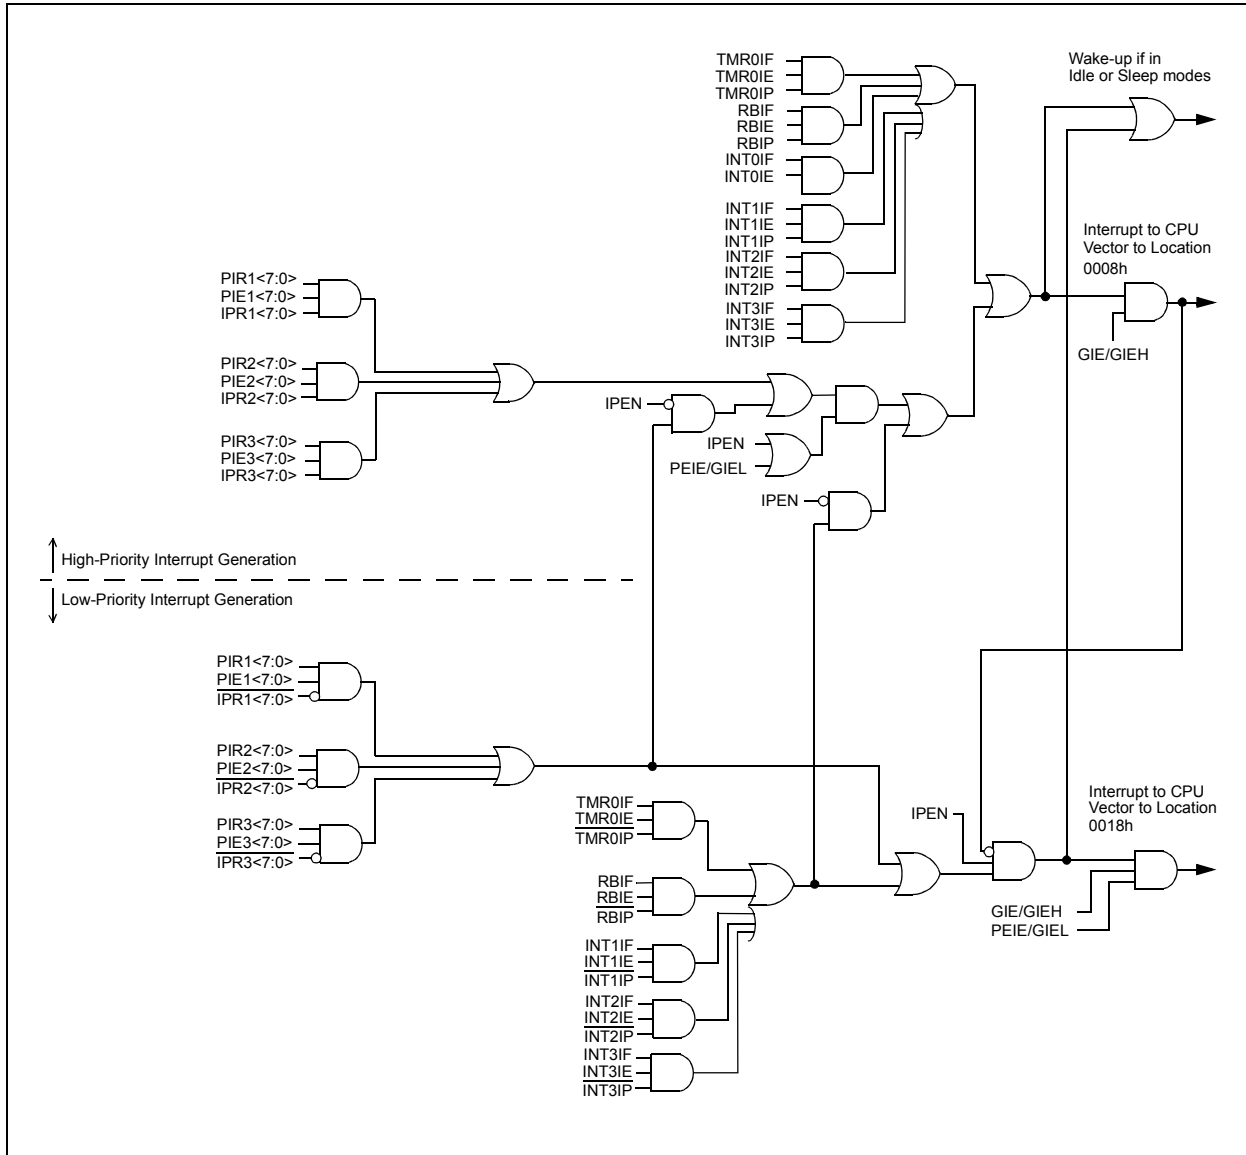 TMR0IF
TMR0IE
TMR0IP
RBIF
RBIE
RBIP
INT0IF
INT0IE
INT1IF
INT1IE
INT1IP
INT2IF
INT2IE
INT2IP
INT3IF
INT3IE
INT3IP
Wake-up if in
Idle or Sleep modes
Interrupt to CPU
Vector to Location
0008h
GIE/GIEH
PIR1<7:0>
PIE1<7:0>
IPR1<7:0>
PIR2<7:0>
PIE2<7:0>
IPR2<7:0>
PIR3<7:0>
PIE3<7:0>
IPR3<7:0>
IPEN
IPEN
PEIE/GIEL
IPEN
High-Priority Interrupt Generation
Low-Priority Interrupt Generation
PIR1<7:0>
PIE1<7:0>
IPR1<7:0>
PIR2<7:0>
PIE2<7:0>
IPR2<7:0>
PIR3<7:0>
PIE3<7:0>
IPR3<7:0>
TMR0IF
TMR0IE
TMR0IP
RBIF
RBIE
RBIP
INT1IF
INT1IE
INT1IP
INT2IF
INT2IE
INT2IP
INT3IF
INT3IE
INT3IP
IPEN
Interrupt to CPU
Vector to Location
0018h
GIE/GIEH
PEIE/GIEL